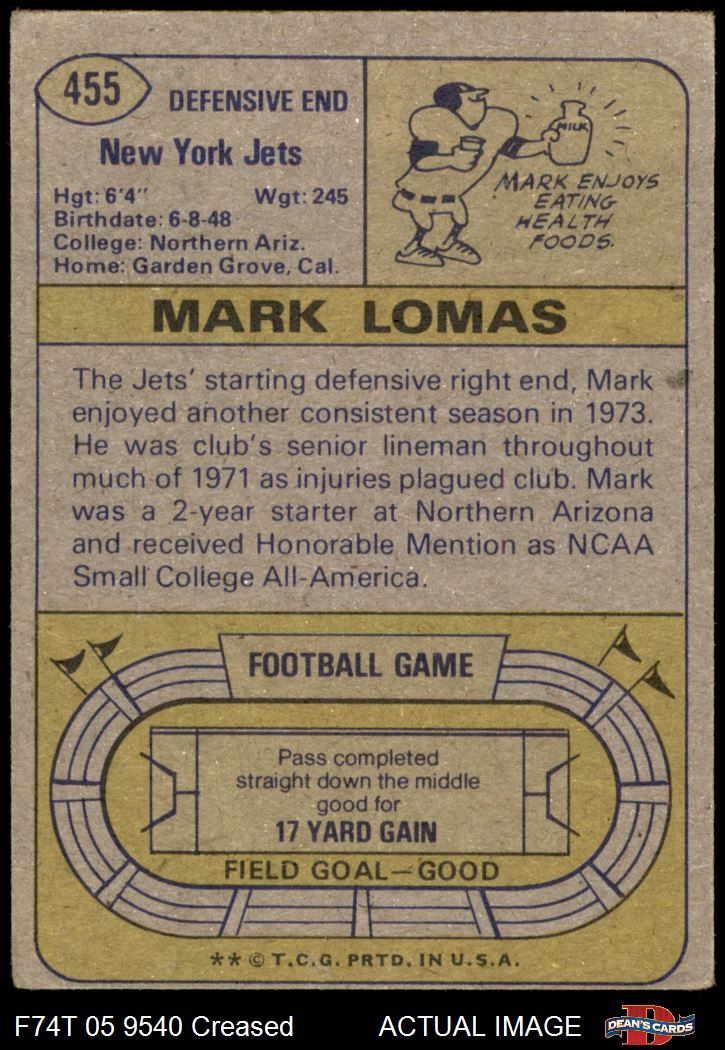 455
DEFENSIVE END
New York Jets
Hgt: 6'4" Wgt: 245
Birthdate: 6-8-48
College: Northern Ariz.
Home: Garden Grove, Cal.
MILK
MARK ENJOYS
EATING
HEALTH
FOODS.
MARK LOMAS
The Jets' starting defensive right end, Mark
enjoyed another consistent season in 1973.
He was club's senior lineman throughout
much of 1971 as injuries plagued club. Mark
was a 2-year starter at Northern Arizona
and received Honorable Mention as NCAA
Small College All-America.
FOOTBALL GAME
Pass completed
straight down the middle
good for
17 YARD GAIN
FIELD GOAL—GOOD
** © T.C.G. PRTD. IN U.S.A.
F74T 05 9540 Creased ACTUAL IMAGE
D
DEAN'S CARDS